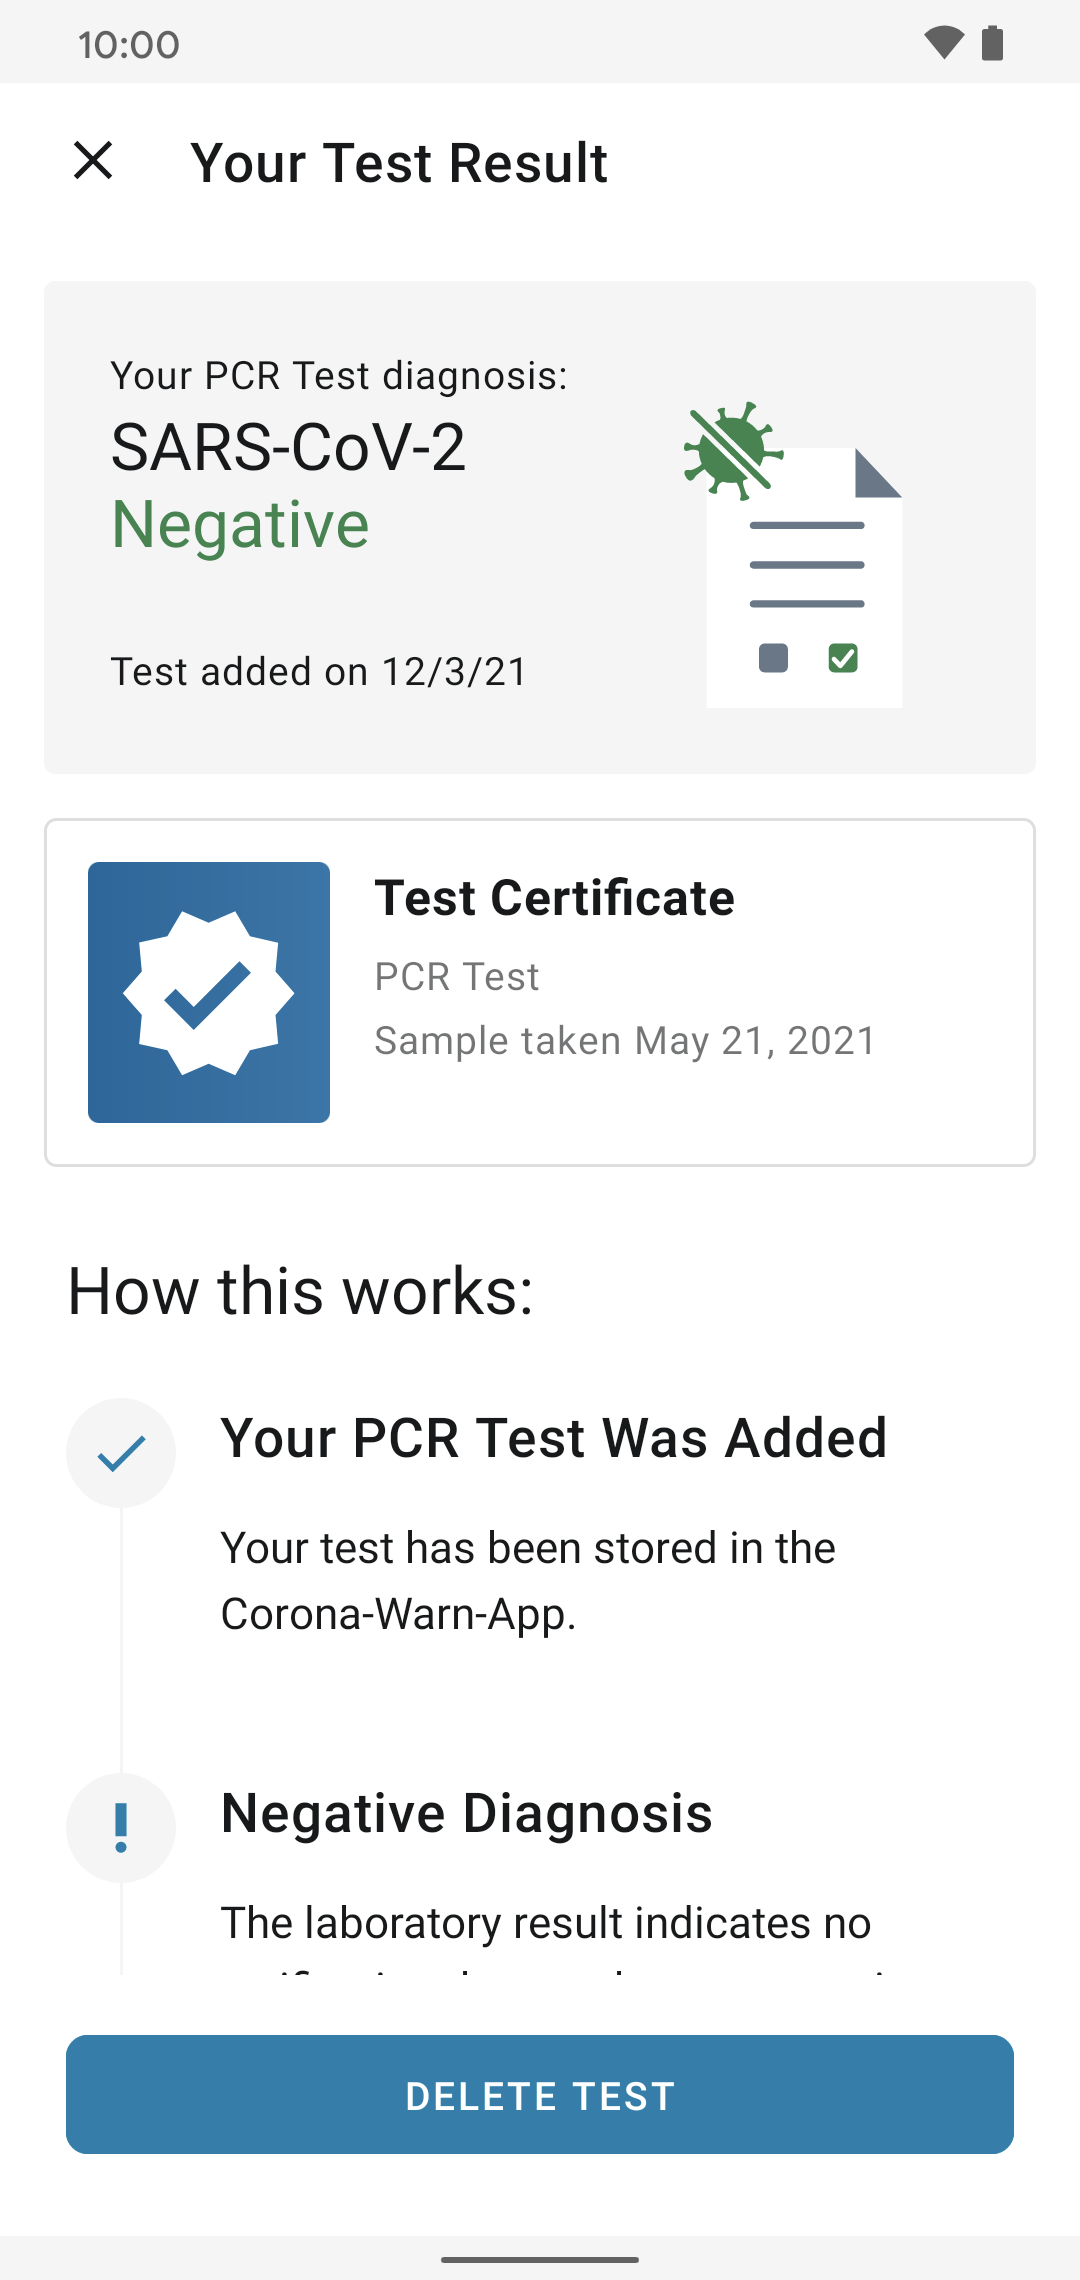 10:00
Your Test Result
Your PCR Test diagnosis:
SARS-CoV-2
Negative
Test added on 12/3/21
Test Certificate
PCR Test
Sample taken May 21, 2021
How this works:
Your PCR Test Was Added
Your test has been stored in the
Corona-Warn-App.
Negative Diagnosis
The laboratory result indicates no
DELETE TEST